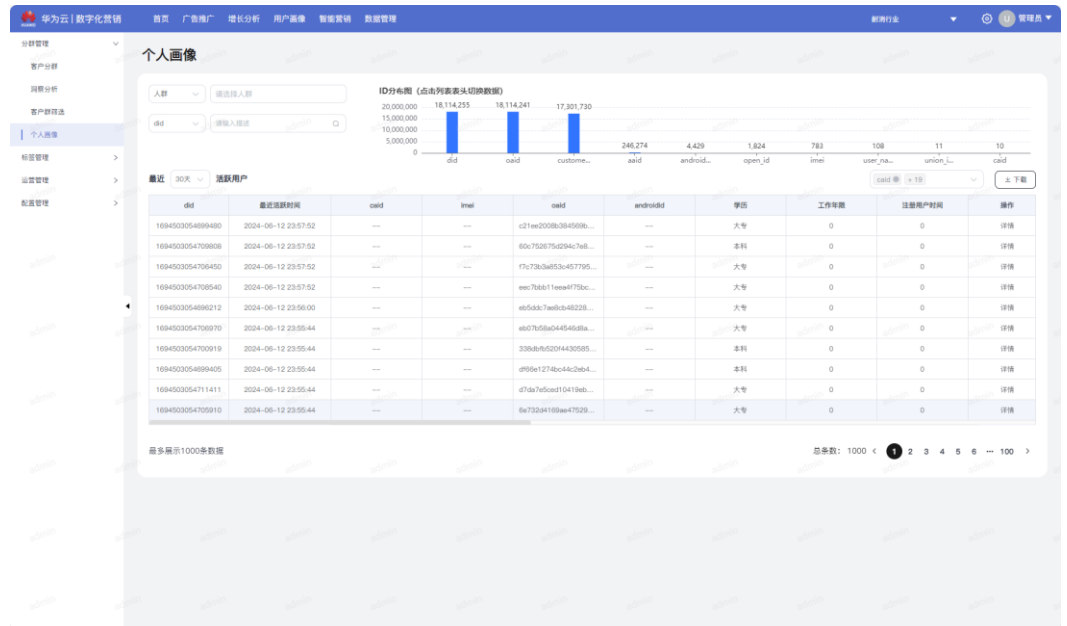 华为云 | 数字化营销 首页 广告推广 增长分析 用户画像 智能营销 数据管理 耐消行业 U 管理员
分群管理
客户分群
洞察分析
客户群筛选
个人画像
标签管理
运营管理
配置管理
个人画像
人群 请选择人群
did 请输入描述
ID分布图（点击列表表头切换数据）
20,000,000
15,000,000
10,000,000
5,000,000
0
18,114,255 18,114,241 17,301,730 246,274 4,429 1,824 783 108 11 10
did oaid custome... aaid android... open_id imei user_na... union_i... caid
最近 30天 活跃用户 caid + 19 下载
did 最近活跃时间 caid imei oaid androidid 学历 工作年限 注册用户时间 操作
1694503054699480 2024-06-12 23:57:52 --- --- c21ee2008b384569b... --- 大专 0 0 详情
1694503054709808 2024-06-12 23:57:52 --- --- 60c752675d294c7e8... --- 本科 0 0 详情
1694503054706450 2024-06-12 23:57:52 --- --- f7c73b3a853c457795... --- 大专 0 0 详情
1694503054708540 2024-06-12 23:57:52 --- --- eec7bbb11eea4f75bc... --- 大专 0 0 详情
1694503054696212 2024-06-12 23:56:00 --- --- eb5ddc7ae6cb48228... --- 大专 0 0 详情
1694503054706970 2024-06-12 23:55:44 --- --- eb07b58a044546d8a... --- 大专 0 0 详情
1694503054700919 2024-06-12 23:55:44 --- --- 338dbfb520f4430585... --- 本科 0 0 详情
1694503054699405 2024-06-12 23:55:44 --- --- df66e1274bc44c2eb4... --- 本科 0 0 详情
1694503054711411 2024-06-12 23:55:44 --- --- d7da7e5ced10419eb... --- 大专 0 0 详情
1694503054705910 2024-06-12 23:55:44 --- --- 6e732d4169ae47529... --- 大专 0 0 详情
最多展示1000条数据 总条数： 1000 < 1 2 3 4 5 6 ··· 100 >